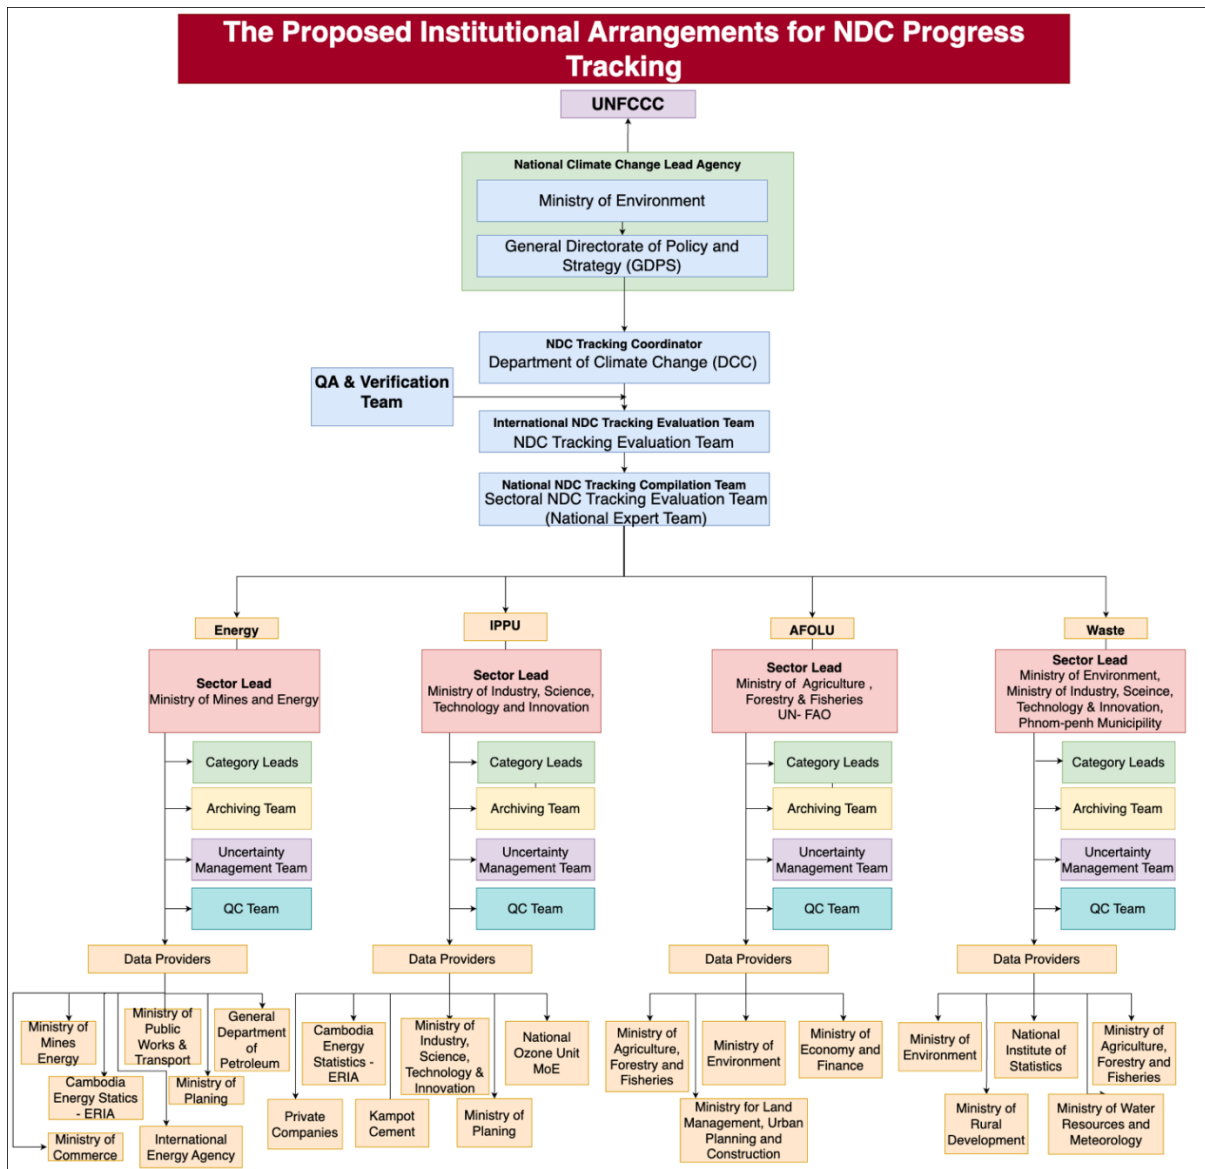 The Proposed Institutional Arrangements for NDC Progress
Tracking
UNFCCC
National Climate Change Lead Agency
Ministry of Environment
General Directorate of Policy and
Strategy (GDPS)
NDC Tracking Coordinator
Department of Climate Change (DCC)
QA & Verification
Team
International NDC Tracking Evaluation Team
NDC Tracking Evaluation Team
National NDC Tracking Compilation Team
Sectoral NDC Tracking Evaluation Team
(National Expert Team)
Energy
Sector Lead
Ministry of Mines and Energy
Category Leads
Archiving Team
Uncertainty
Management Team
QC Team
Data Providers
Ministry of
Mines
Energy
Ministry of
Public
Works &
Transport
General
Department
of
Petroleum
Cambodia
Energy Statics
- ERIA
Ministry of
Planing
Ministry of
Commerce
International
Energy Agency
IPPU
Sector Lead
Ministry of Industry, Science,
Technology and Innovation
Category Leads
Archiving Team
Uncertainty
Management Team
QC Team
Data Providers
Cambodia
Energy
Statistics -
ERIA
Ministry of
Industry,
Science,
Technology &
Innovation
National
Ozone Unit
MoE
Private
Companies
Kampot
Cement
Ministry of
Planing
AFOLU
Sector Lead
Ministry of Agriculture ,
Forestry & Fisheries
UN- FAO
Category Leads
Archiving Team
Uncertainty
Management Team
QC Team
Data Providers
Ministry of
Agriculture,
Forestry and
Fisheries
Ministry of
Environment
Ministry of
Economy and
Finance
Ministry for Land
Management, Urban
Planning and
Construction
Waste
Sector Lead
Ministry of Environment,
Ministry of Industry, Sceince,
Technology & Innovation,
Phnom-penh Municipility
Category Leads
Archiving Team
Uncertainty
Management Team
QC Team
Data Providers
Ministry of
Environment
National
Institute of
Statistics
Ministry of
Agriculture,
Forestry and
Fisheries
Ministry of
Rural
Development
Ministry of Water
Resources and
Meteorology